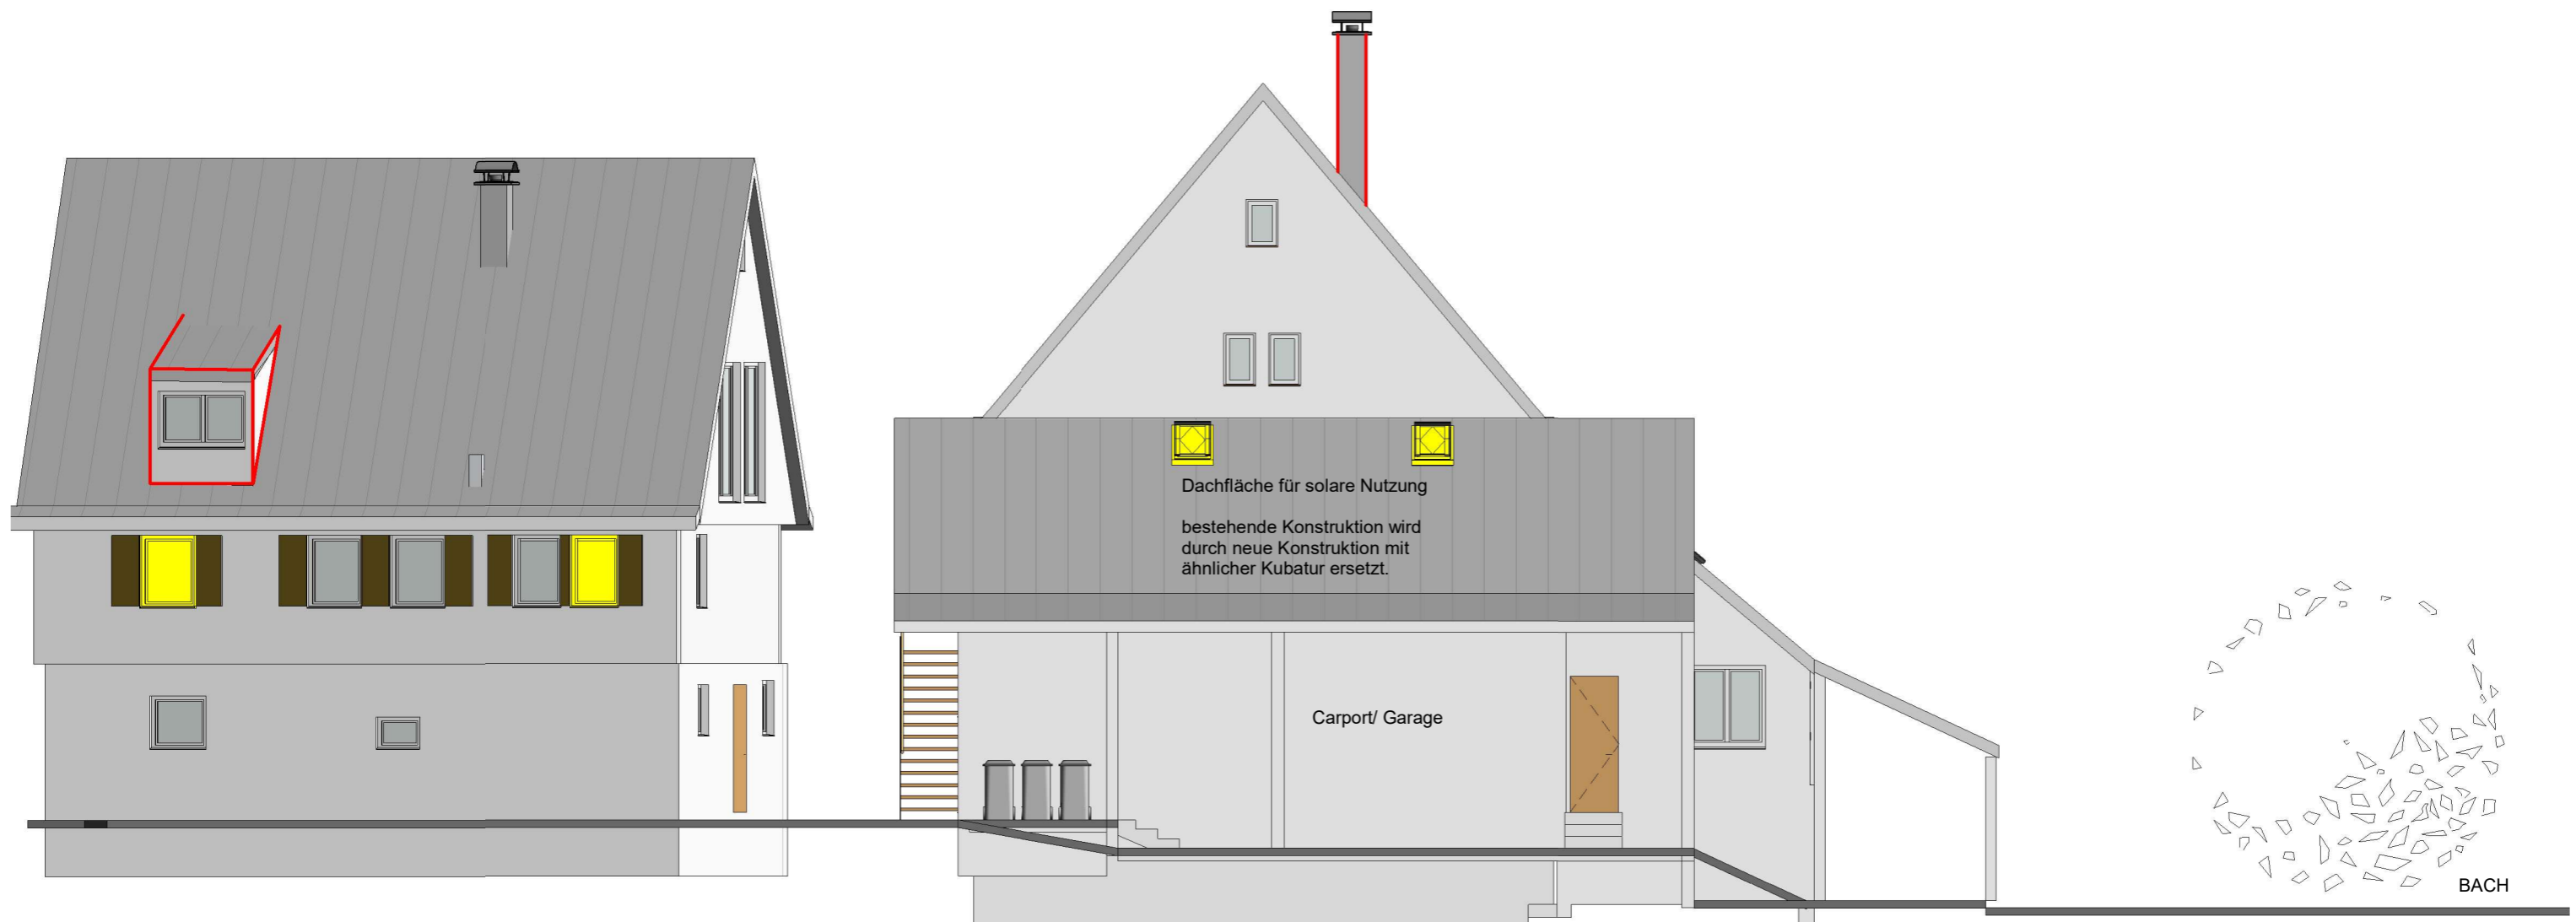 Dachfläche für solare Nutzung
bestehende Konstruktion wird
durch neue Konstruktion mit
ähnlicher Kubatur ersetzt.
Carport/ Garage
BACH